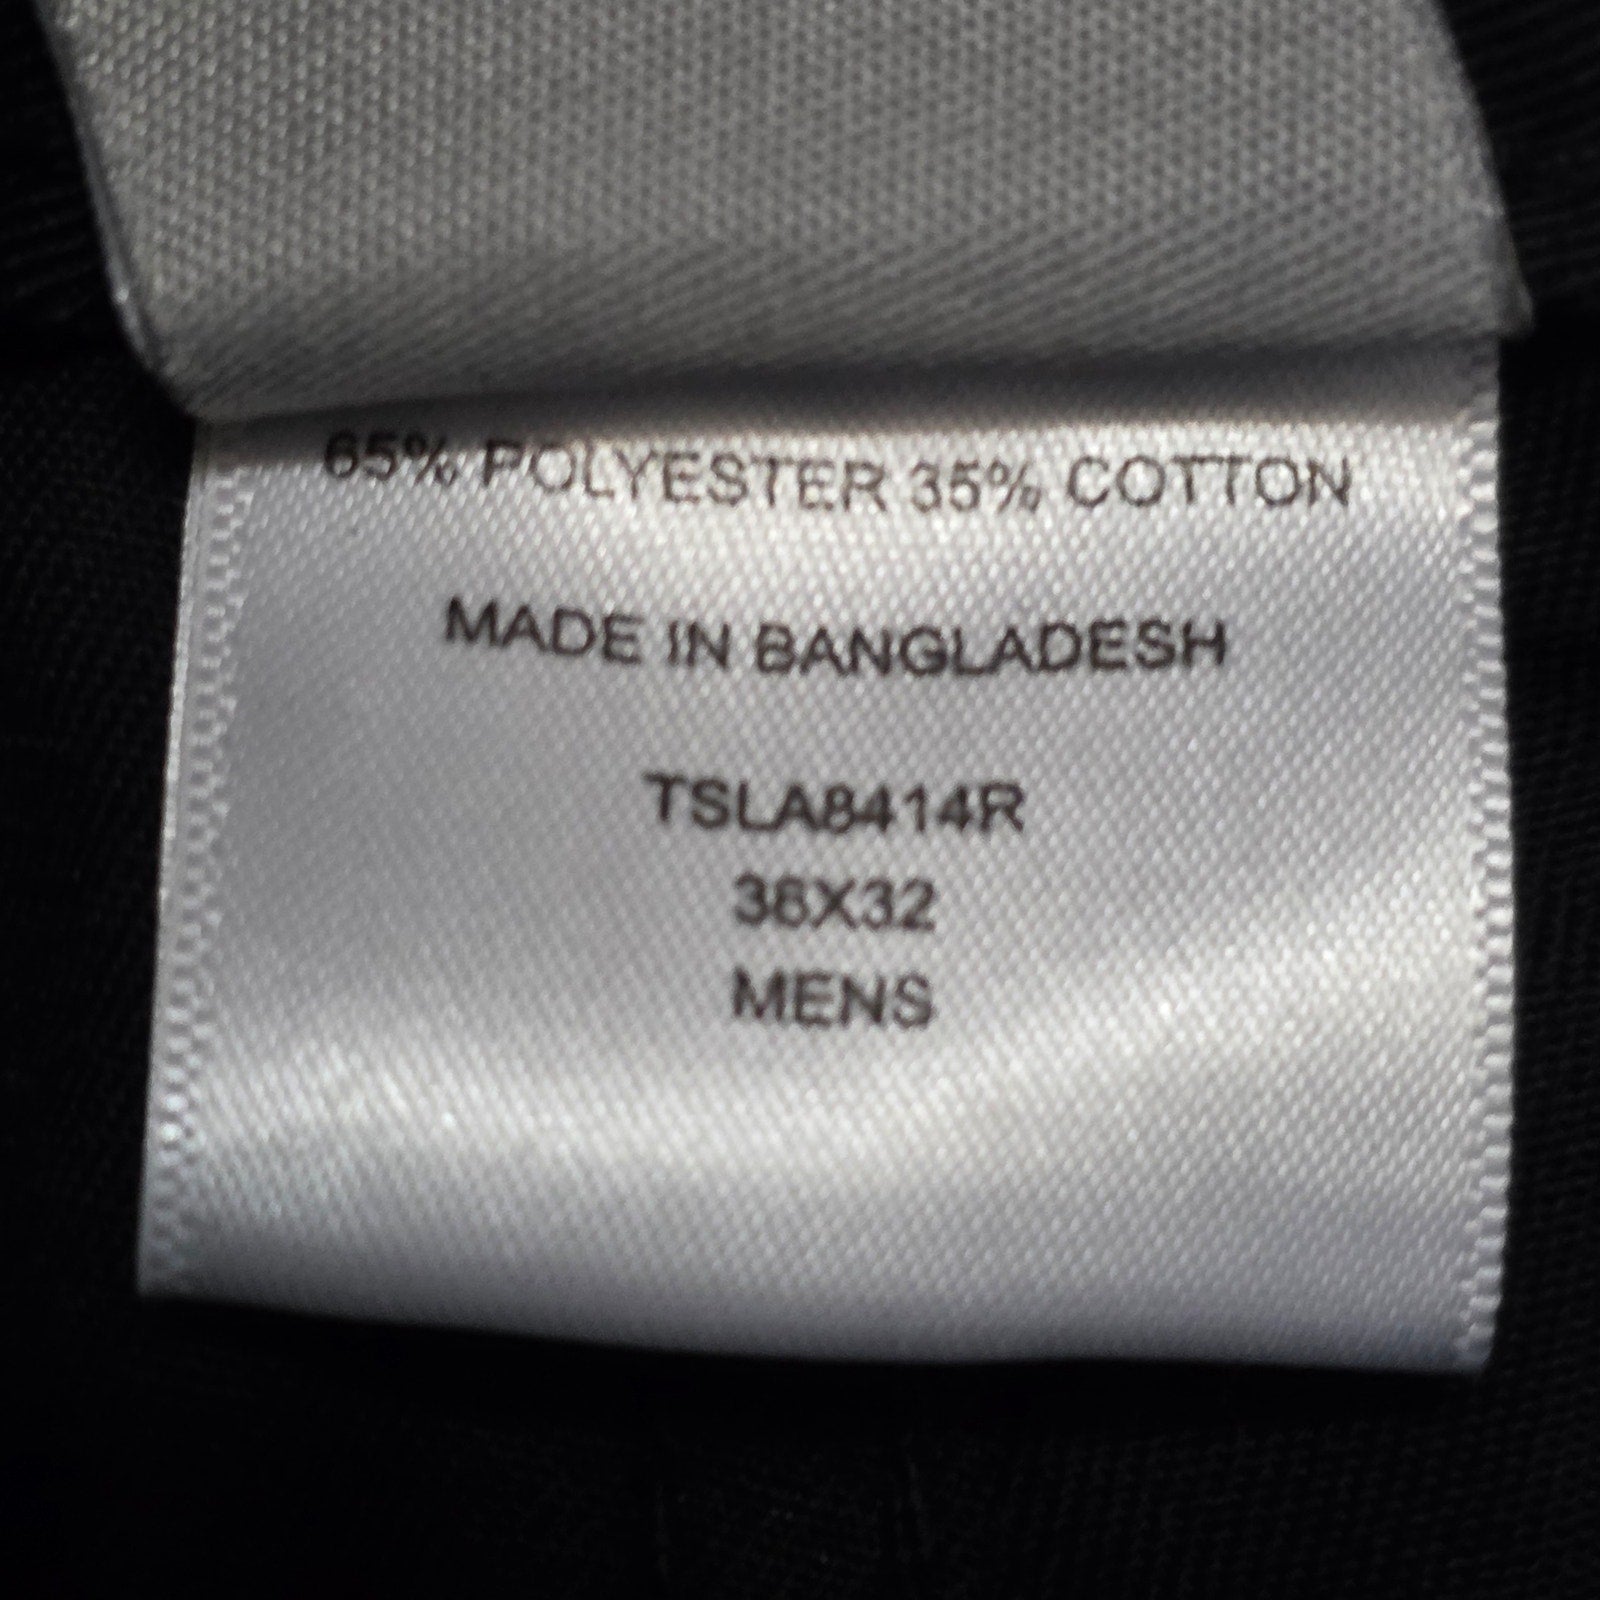 65% POLYESTER 35% COTTON
MADE IN BANGLADESH
TSLA8414R
36X32
MENS